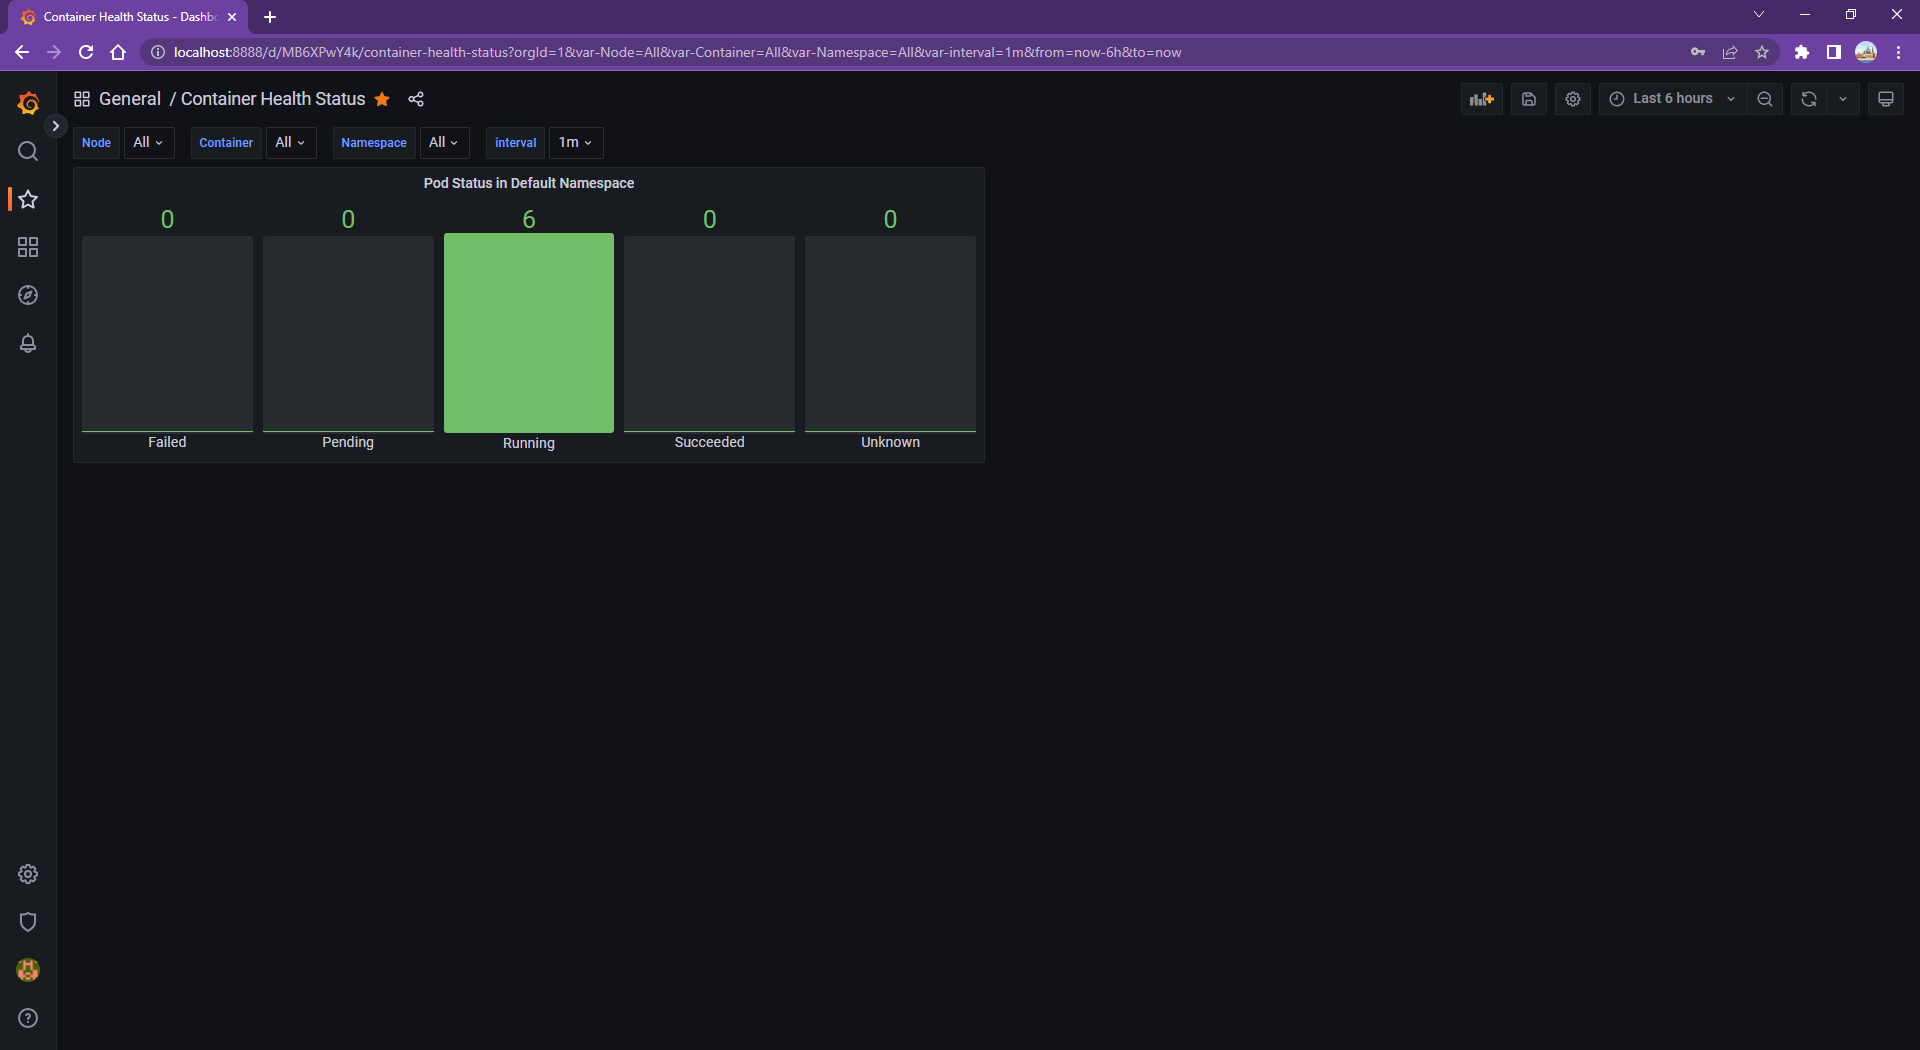 Container Health Status - Dashbo
localhost:8888/d/MB6XPwY4k/container-health-status?orgId=1&var-Node=All&var-Container=All&var-Namespace=All&var-interval=1m&from=now-6h&to=now
General / Container Health Status
Last 6 hours
Node All Container All Namespace All interval 1m
Pod Status in Default Namespace
0 0 6 0 0
Failed Pending Running Succeeded Unknown